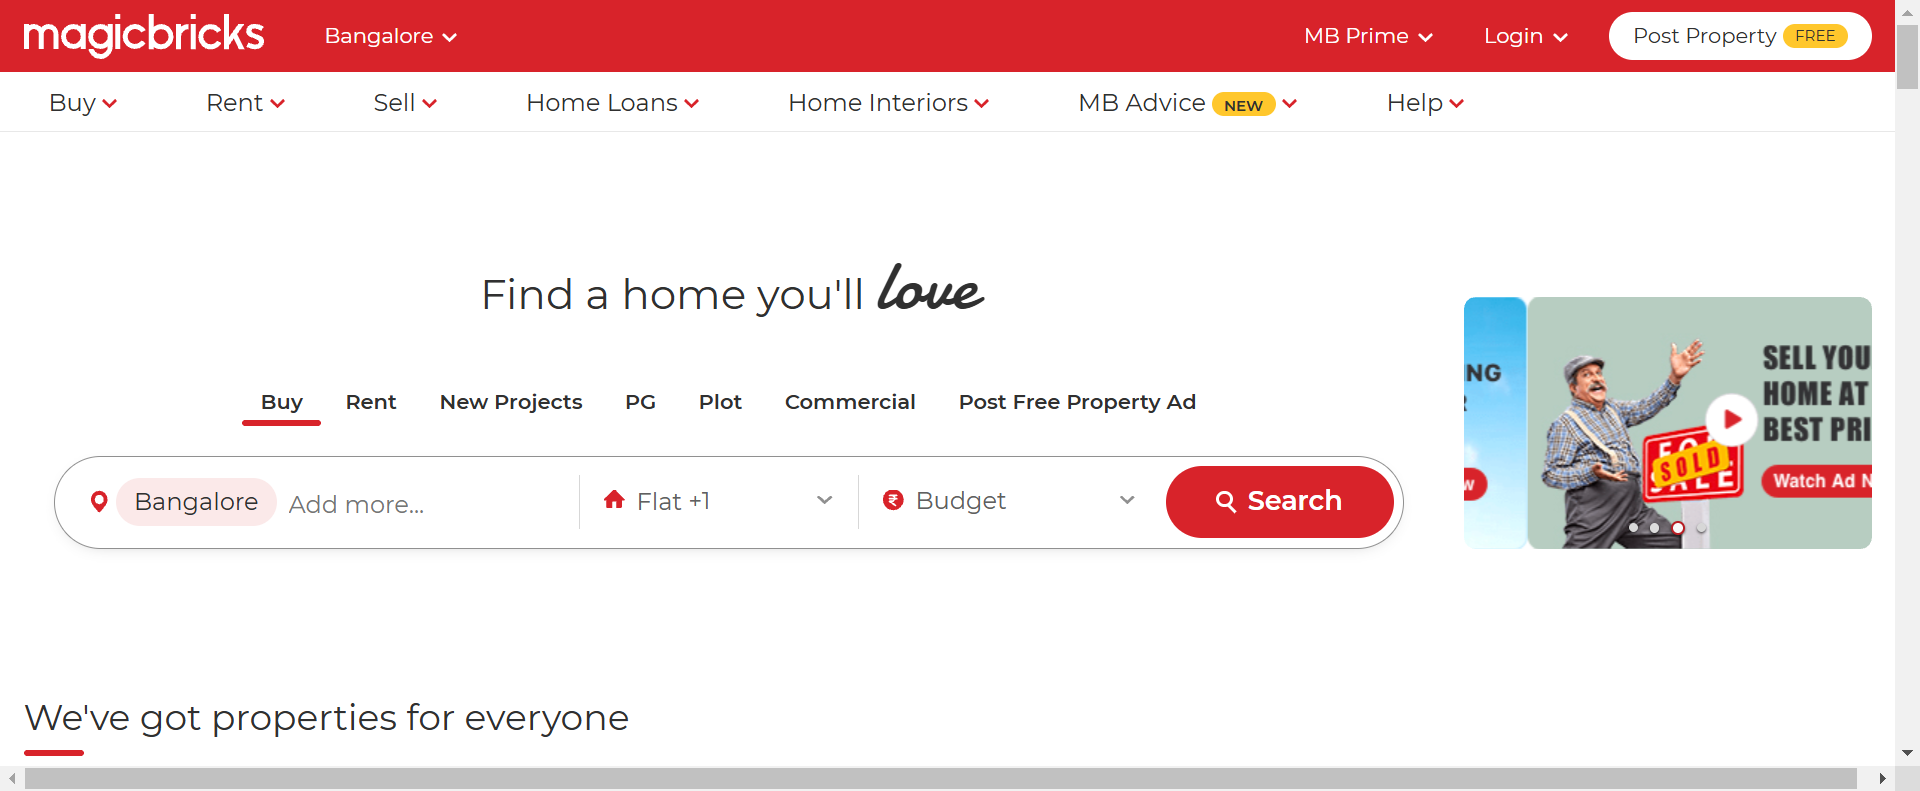 magicbricks
Bangalore
MB Prime
Login
Post Property FREE
Buy
Rent
Sell
Home Loans
Home Interiors
MB Advice NEW
Help
Find a home you'll love
Buy
Rent
New Projects
PG
Plot
Commercial
Post Free Property Ad
Bangalore
Add more...
Flat +1
Budget
Search
NG
SELL YOU
HOME AT
BEST PRI
FOR
SOLD
SALE
Watch Ad N
w
We've got properties for everyone